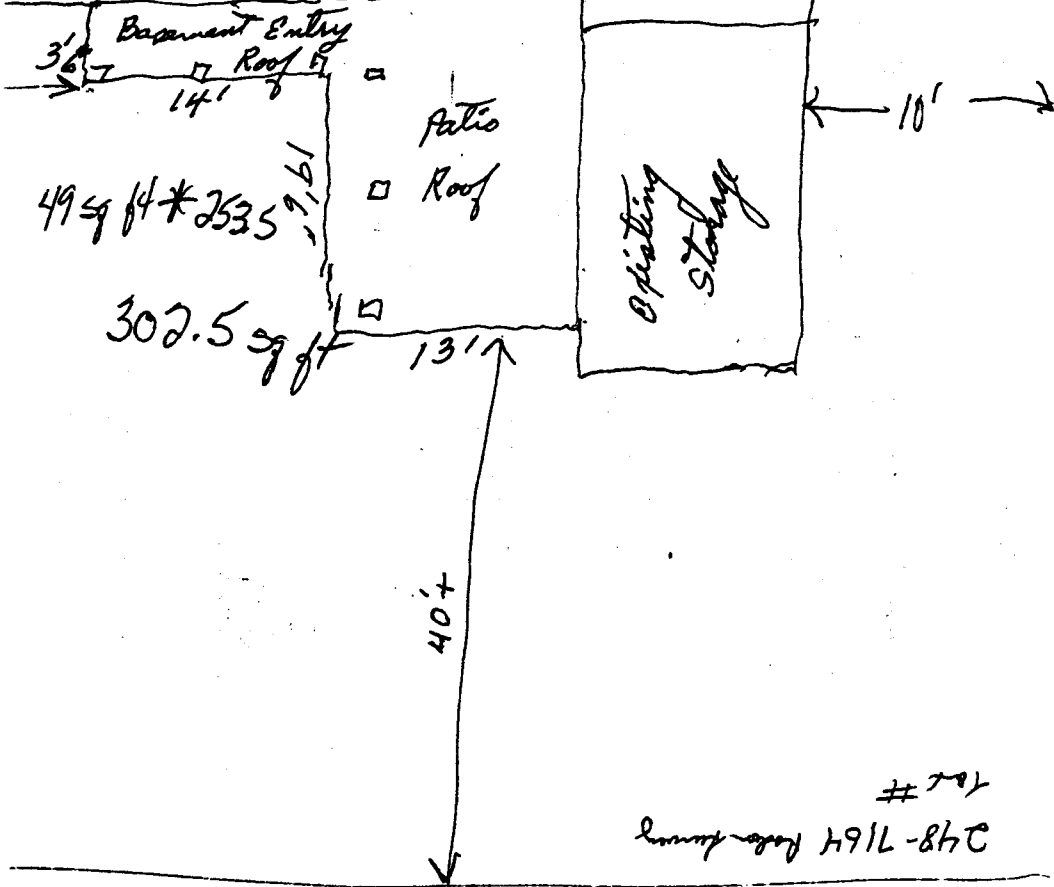 Basement Entry
Roof
3'6
14'
Patio
Roof
10'
Existing
Storage
49 sq ft * 253.5
19'6"
302.5 sq ft
13'
40'+
#
248-7164